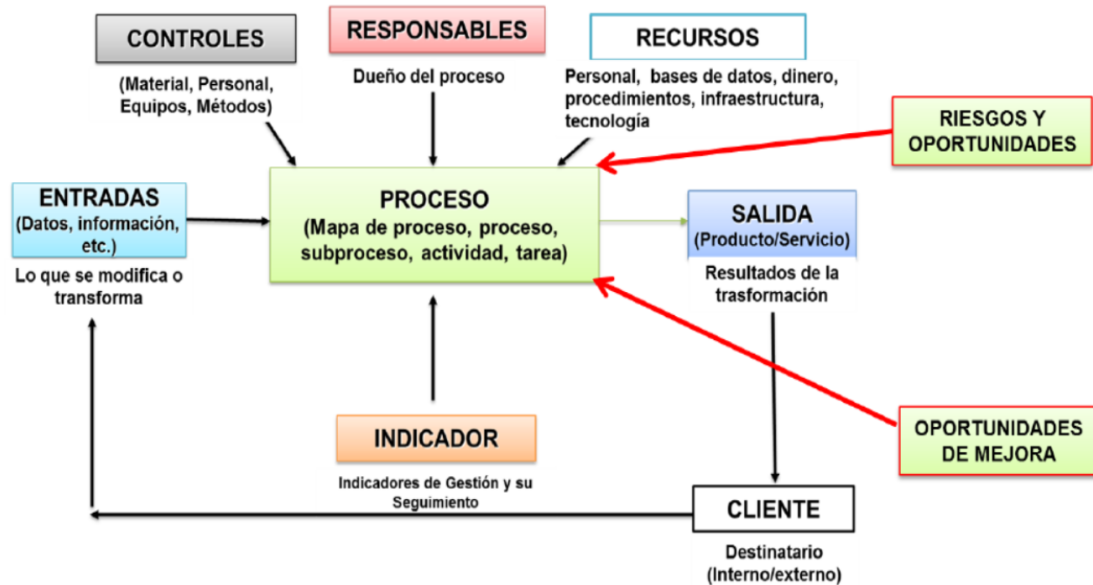 CONTROLES
(Material, Personal,
Equipos, Métodos)
RESPONSABLES
Dueño del proceso
RECURSOS
Personal, bases de datos, dinero,
procedimientos, infraestructura,
tecnología
RIESGOS Y
OPORTUNIDADES
ENTRADAS
(Datos, información,
etc.)
Lo que se modifica o
transforma
PROCESO
(Mapa de proceso, proceso,
subproceso, actividad, tarea)
SALIDA
(Producto/Servicio)
Resultados de la
trasformación
INDICADOR
Indicadores de Gestión y su
Seguimiento
OPORTUNIDADES
DE MEJORA
CLIENTE
Destinatario
(Interno/externo)